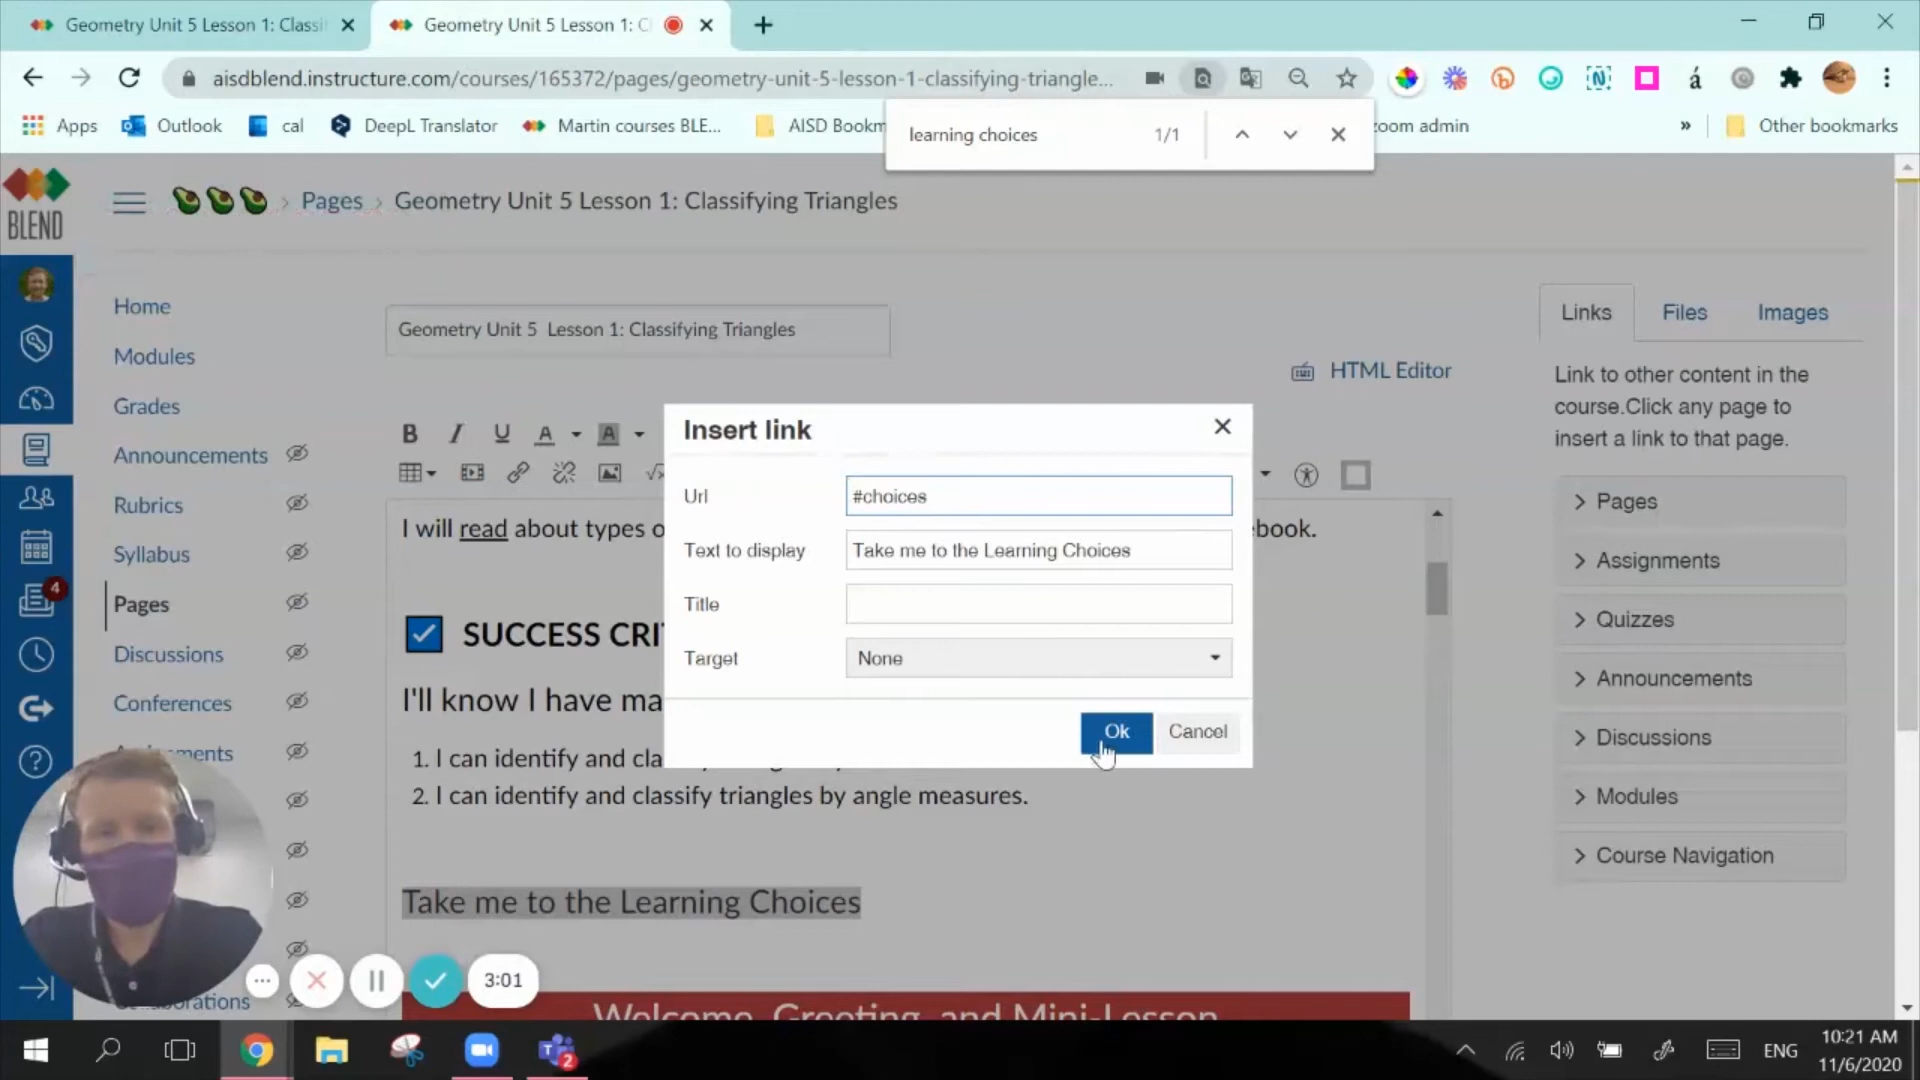 Geometry Unit 5 Lesson 1: Classi
Geometry Unit 5 Lesson 1: C
aisdblend.instructure.com/courses/165372/pages/geometry-unit-5-lesson-1-classifying-triangle...
Apps
Outlook
cal
DeepL Translator
Martin courses BLE...
AISD Bookm
zoom admin
»
Other bookmarks
learning choices 1/1
BLEND
Pages
Geometry Unit 5 Lesson 1: Classifying Triangles
Home
Modules
Grades
Announcements
Rubrics
Syllabus
Pages
Discussions
Conferences
Collaborations
4
Geometry Unit 5 Lesson 1: Classifying Triangles
HTML Editor
B I U A A
I will read about types o
book.
SUCCESS CRI
I'll know I have ma
1. I can identify and cla
2. I can identify and classify triangles by angle measures.
Take me to the Learning Choices
Welcome, Greeting, and Mini-Lesson
Insert link
Url #choices
Text to display Take me to the Learning Choices
Title
Target None
Ok Cancel
Links Files Images
Link to other content in the
course.Click any page to
insert a link to that page.
Pages
Assignments
Quizzes
Announcements
Discussions
Modules
Course Navigation
3:01
2
ENG
10:21 AM
11/6/2020